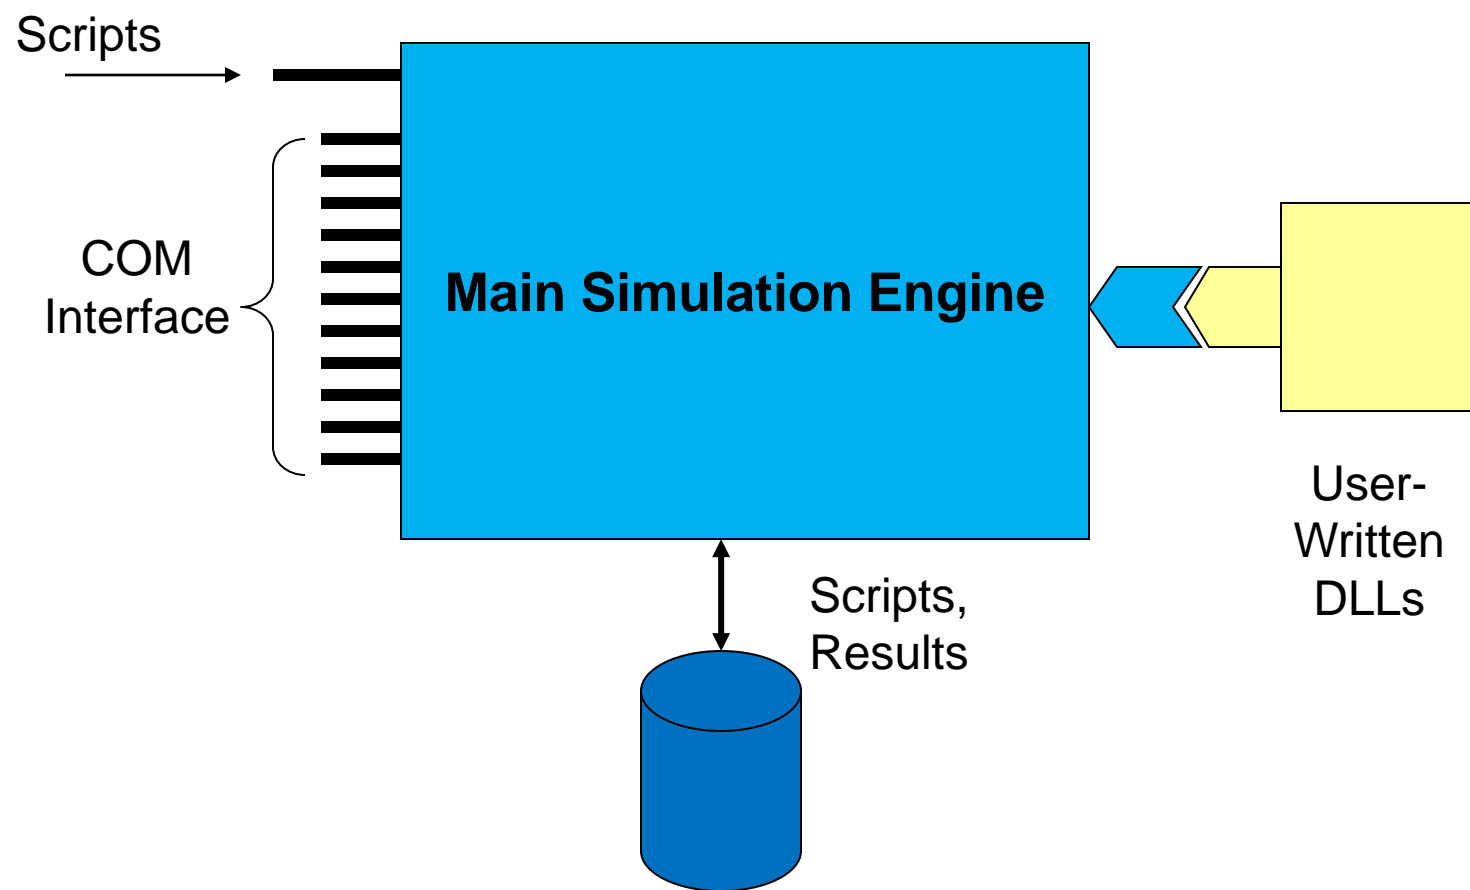 Scripts
COM
Interface
Main Simulation Engine
User-
Written
DLLs
Scripts,
Results